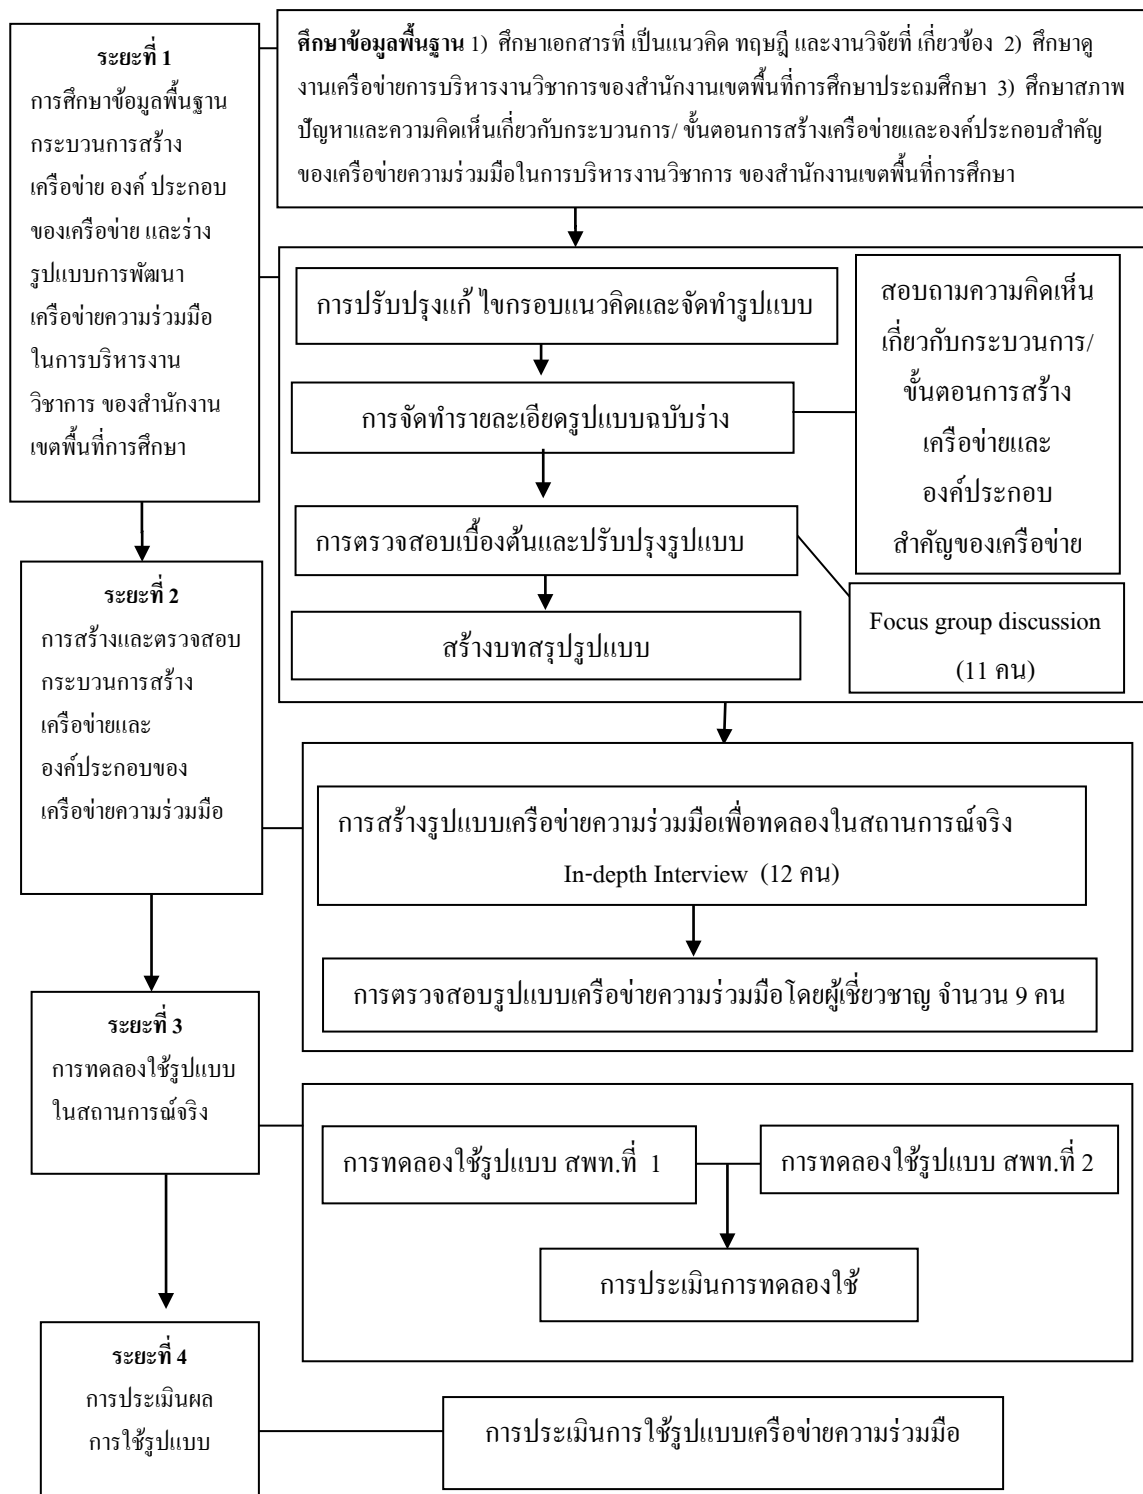 ระยะที่ 1
การศึกษาข้อมูลพื้นฐาน
กระบวนการสร้าง
เครือข่าย องค์ ประกอบ
ของเครือข่าย และร่าง
รูปแบบการพัฒนา
เครือข่ายความร่วมมือ
ในการบริหารงาน
วิชาการ ของสำนักงาน
เขตพื้นที่การศึกษา
ศึกษาข้อมูลพื้นฐาน 1) ศึกษาเอกสารที่ เป็นแนวคิด ทฤษฎี และงานวิจัยที่ เกี่ยวข้อง 2) ศึกษาดู
งานเครือข่ายการบริหารงานวิชาการของสำนักงานเขตพื้นที่การศึกษาประถมศึกษา 3) ศึกษาสภาพ
ปัญหาและความคิดเห็นเกี่ยวกับกระบวนการ/ ขั้นตอนการสร้างเครือข่ายและองค์ประกอบสำคัญ
ของเครือข่ายความร่วมมือในการบริหารงานวิชาการ ของสำนักงานเขตพื้นที่การศึกษา
การปรับปรุงแก้ ไขกรอบแนวคิดและจัดทำรูปแบบ
การจัดทำรายละเอียดรูปแบบฉบับร่าง
การตรวจสอบเบื้องต้นและปรับปรุงรูปแบบ
สร้างบทสรุปรูปแบบ
สอบถามความคิดเห็น
เกี่ยวกับกระบวนการ/
ขั้นตอนการสร้าง
เครือข่ายและ
องค์ประกอบ
สำคัญของเครือข่าย
Focus group discussion
(11 คน)
ระยะที่ 2
การสร้างและตรวจสอบ
กระบวนการสร้าง
เครือข่ายและ
องค์ประกอบของ
เครือข่ายความร่วมมือ
การสร้างรูปแบบเครือข่ายความร่วมมือเพื่อทดลองในสถานการณ์จริง
In-depth Interview (12 คน)
การตรวจสอบรูปแบบเครือข่ายความร่วมมือโดยผู้เชี่ยวชาญ จำนวน 9 คน
ระยะที่ 3
การทดลองใช้รูปแบบ
ในสถานการณ์จริง
การทดลองใช้รูปแบบ สพท.ที่ 1
การทดลองใช้รูปแบบ สพท.ที่ 2
การประเมินการทดลองใช้
ระยะที่ 4
การประเมินผล
การใช้รูปแบบ
การประเมินการใช้รูปแบบเครือข่ายความร่วมมือ